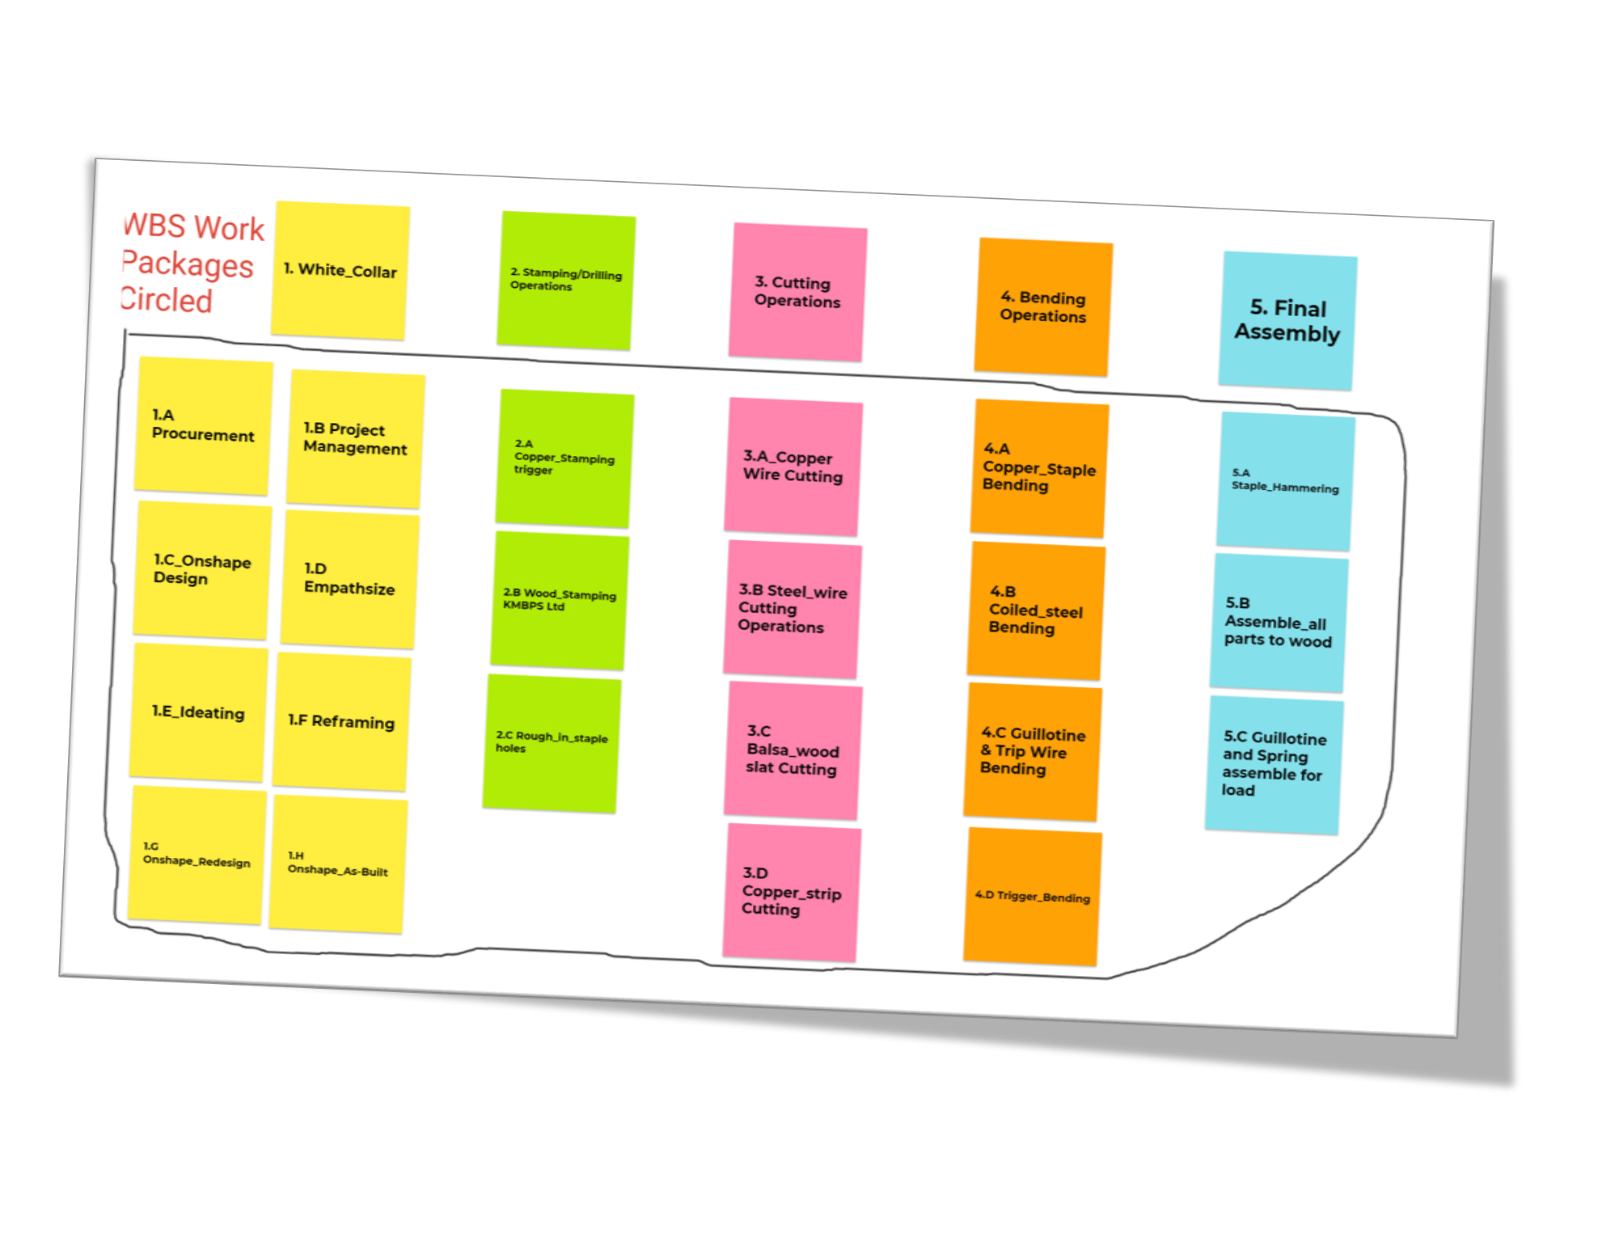 WBS Work
Packages
Circled
1. White_Collar
2. Stamping/Drilling
Operations
3. Cutting
Operations
4. Bending
Operations
5. Final
Assembly
1.A
Procurement
1.B Project
Management
1.C_Onshape
Design
1.D
Empathsize
1.E_Ideating
1.F Reframing
1.G
Onshape_Redesign
1.H
Onshape_As-Built
2.A
Copper_Stamping
trigger
2.B Wood_Stamping
KMBPS Ltd
2.C Rough_in_staple
holes
3.A_Copper
Wire Cutting
3.B Steel_wire
Cutting
Operations
3.C
Balsa_wood
slat Cutting
3.D
Copper_strip
Cutting
4.A
Copper_Staple
Bending
4.B
Coiled_steel
Bending
4.C Guillotine
& Trip Wire
Bending
4.D Trigger_Bending
5.A
Staple_Hammering
5.B
Assemble_all
parts to wood
5.C Guillotine
and Spring
assemble for
load